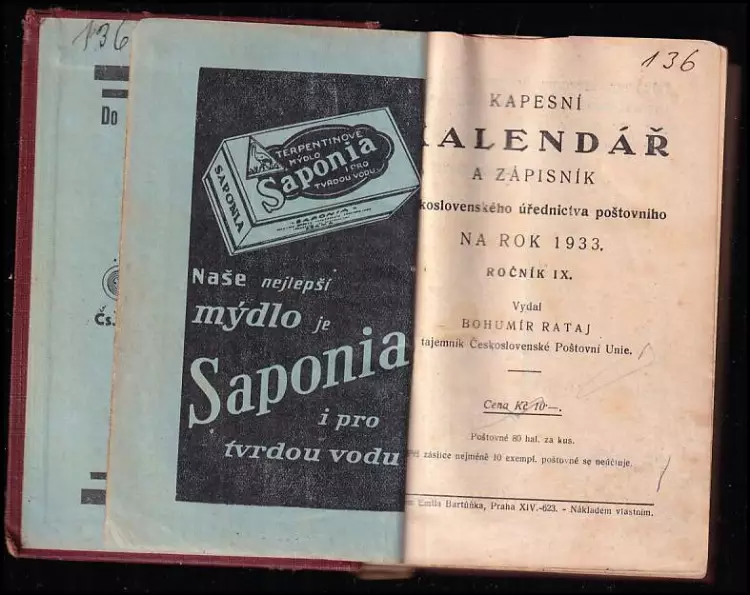 136
Do
Čs.
TERPENTINOVÉ
MÝDLO
Saponia
I PRO
TVRDOU VODU
SAPONIA
SAPONIA
Naše nejlepší
mýdlo je
Saponia
i pro
tvrdou vodu
136
KAPESNÍ
ALENDÁŘ
A ZÁPISNÍK
koslovenského úřednictva poštovního
NA ROK 1933.
ROČNÍK IX.
Vydal
BOHUMÍR RATAJ
tajemník Československé Poštovní Unie.
Cena Kč 10·—.
Poštovné 80 hal. za kus.
Při zásilce nejméně 10 exempl. poštovné se neúčtuje.
Emila Bartůňka, Praha XIV.-623. - Nákladem vlastním.